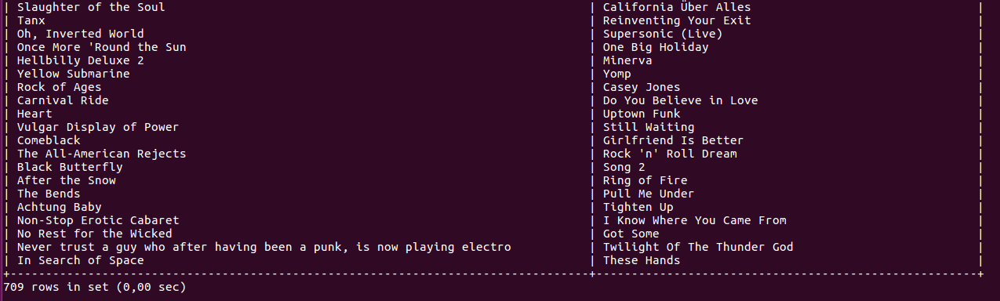 | Slaughter of the Soul | California Über Alles |
| Tanx | Reinventing Your Exit |
| Oh, Inverted World | Supersonic (Live) |
| Once More 'Round the Sun | One Big Holiday |
| Hellbilly Deluxe 2 | Minerva |
| Yellow Submarine | Yomp |
| Rock of Ages | Casey Jones |
| Carnival Ride | Do You Believe in Love |
| Heart | Uptown Funk |
| Vulgar Display of Power | Still Waiting |
| Comeblack | Girlfriend Is Better |
| The All-American Rejects | Rock 'n' Roll Dream |
| Black Butterfly | Song 2 |
| After the Snow | Ring of Fire |
| The Bends | Pull Me Under |
| Achtung Baby | Tighten Up |
| Non-Stop Erotic Cabaret | I Know Where You Came From |
| No Rest for the Wicked | Got Some |
| Never trust a guy who after having been a punk, is now playing electro | Twilight Of The Thunder God |
| In Search of Space | These Hands |
+-----------------------------------------------------------------------------------+------------------------------------------------------+
709 rows in set (0,00 sec)